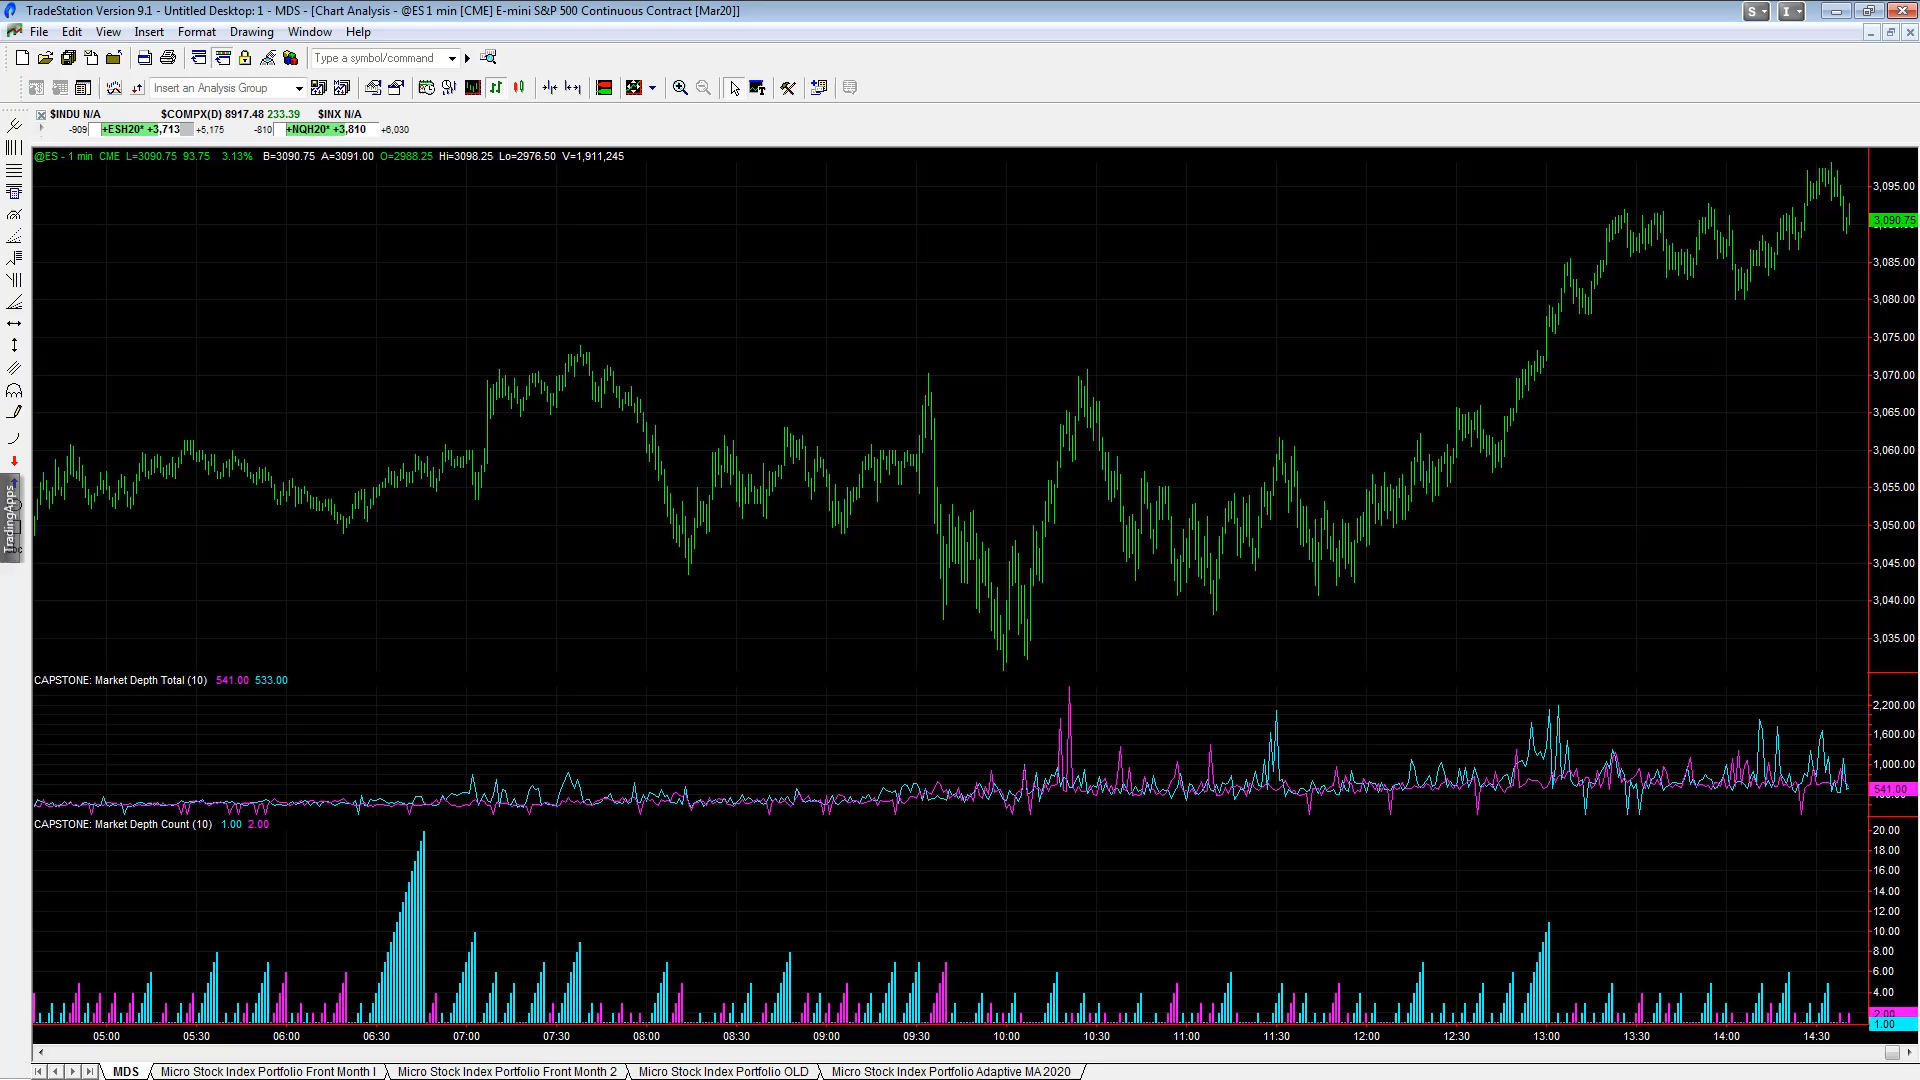 TradeStation Version 9.1 - Untitled Desktop: 1 - MDS - [Chart Analysis - @ES 1 min [CME] E-mini S&P 500 Continuous Contract [Mar20]]
S I
File Edit View Insert Format Drawing Window Help
Type a symbol/command
Insert an Analysis Group
$INDU N/A $COMPX(D) 8917.48 233.39 $INX N/A
-909 +ESH20* +3,713 +5,175 -810 +NQH20* +3,810 +6,030
@ES - 1 min CME L=3090.75 93.75 3.13% B=3090.75 A=3091.00 O=2988.25 Hi=3098.25 Lo=2976.50 V=1,911,245
3,095.00
3,090.75
3,085.00
3,080.00
3,075.00
3,070.00
3,065.00
3,060.00
3,055.00
3,050.00
3,045.00
3,040.00
3,035.00
TradingApps
CAPSTONE: Market Depth Total (10) 541.00 533.00
2,200.00
1,600.00
1,000.00
541.00
CAPSTONE: Market Depth Count (10) 1.00 2.00
20.00
18.00
16.00
14.00
12.00
10.00
8.00
6.00
4.00
2.00
1.00
05:00 05:30 06:00 06:30 07:00 07:30 08:00 08:30 09:00 09:30 10:00 10:30 11:00 11:30 12:00 12:30 13:00 13:30 14:00 14:30
MDS Micro Stock Index Portfolio Front Month I Micro Stock Index Portfolio Front Month 2 Micro Stock Index Portfolio OLD Micro Stock Index Portfolio Adaptive MA 2020